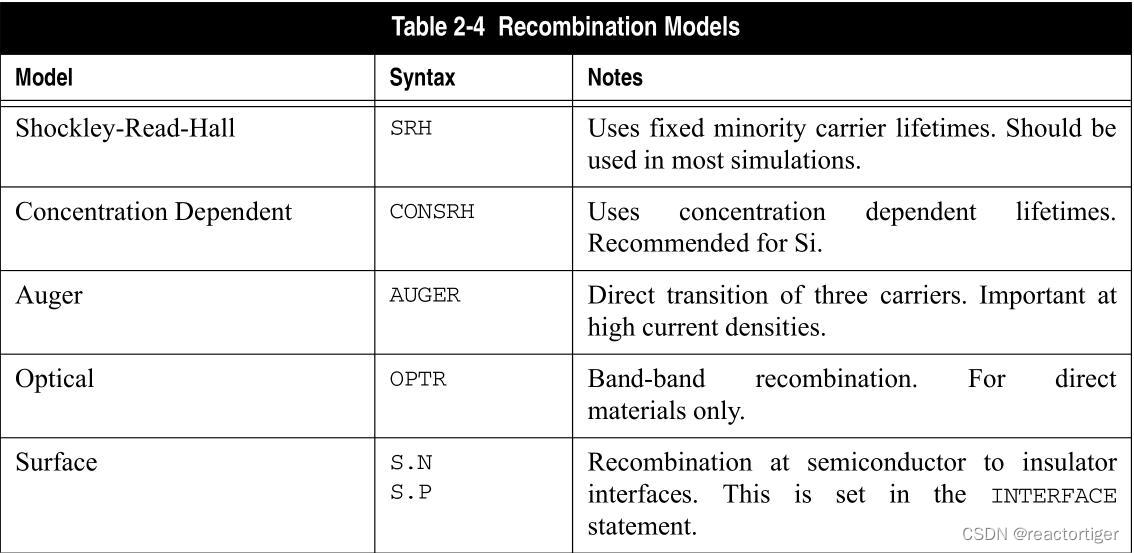 Table 2-4 Recombination Models
Model Syntax Notes
Shockley-Read-Hall SRH Uses fixed minority carrier lifetimes. Should be
used in most simulations.
Concentration Dependent CONSRH Uses concentration dependent lifetimes.
Recommended for Si.
Auger AUGER Direct transition of three carriers. Important at
high current densities.
Optical OPTR Band-band recombination. For direct
materials only.
Surface S.N Recombination at semiconductor to insulator
S.P interfaces. This is set in the INTERFACE
statement.
CSDN @reactortiger